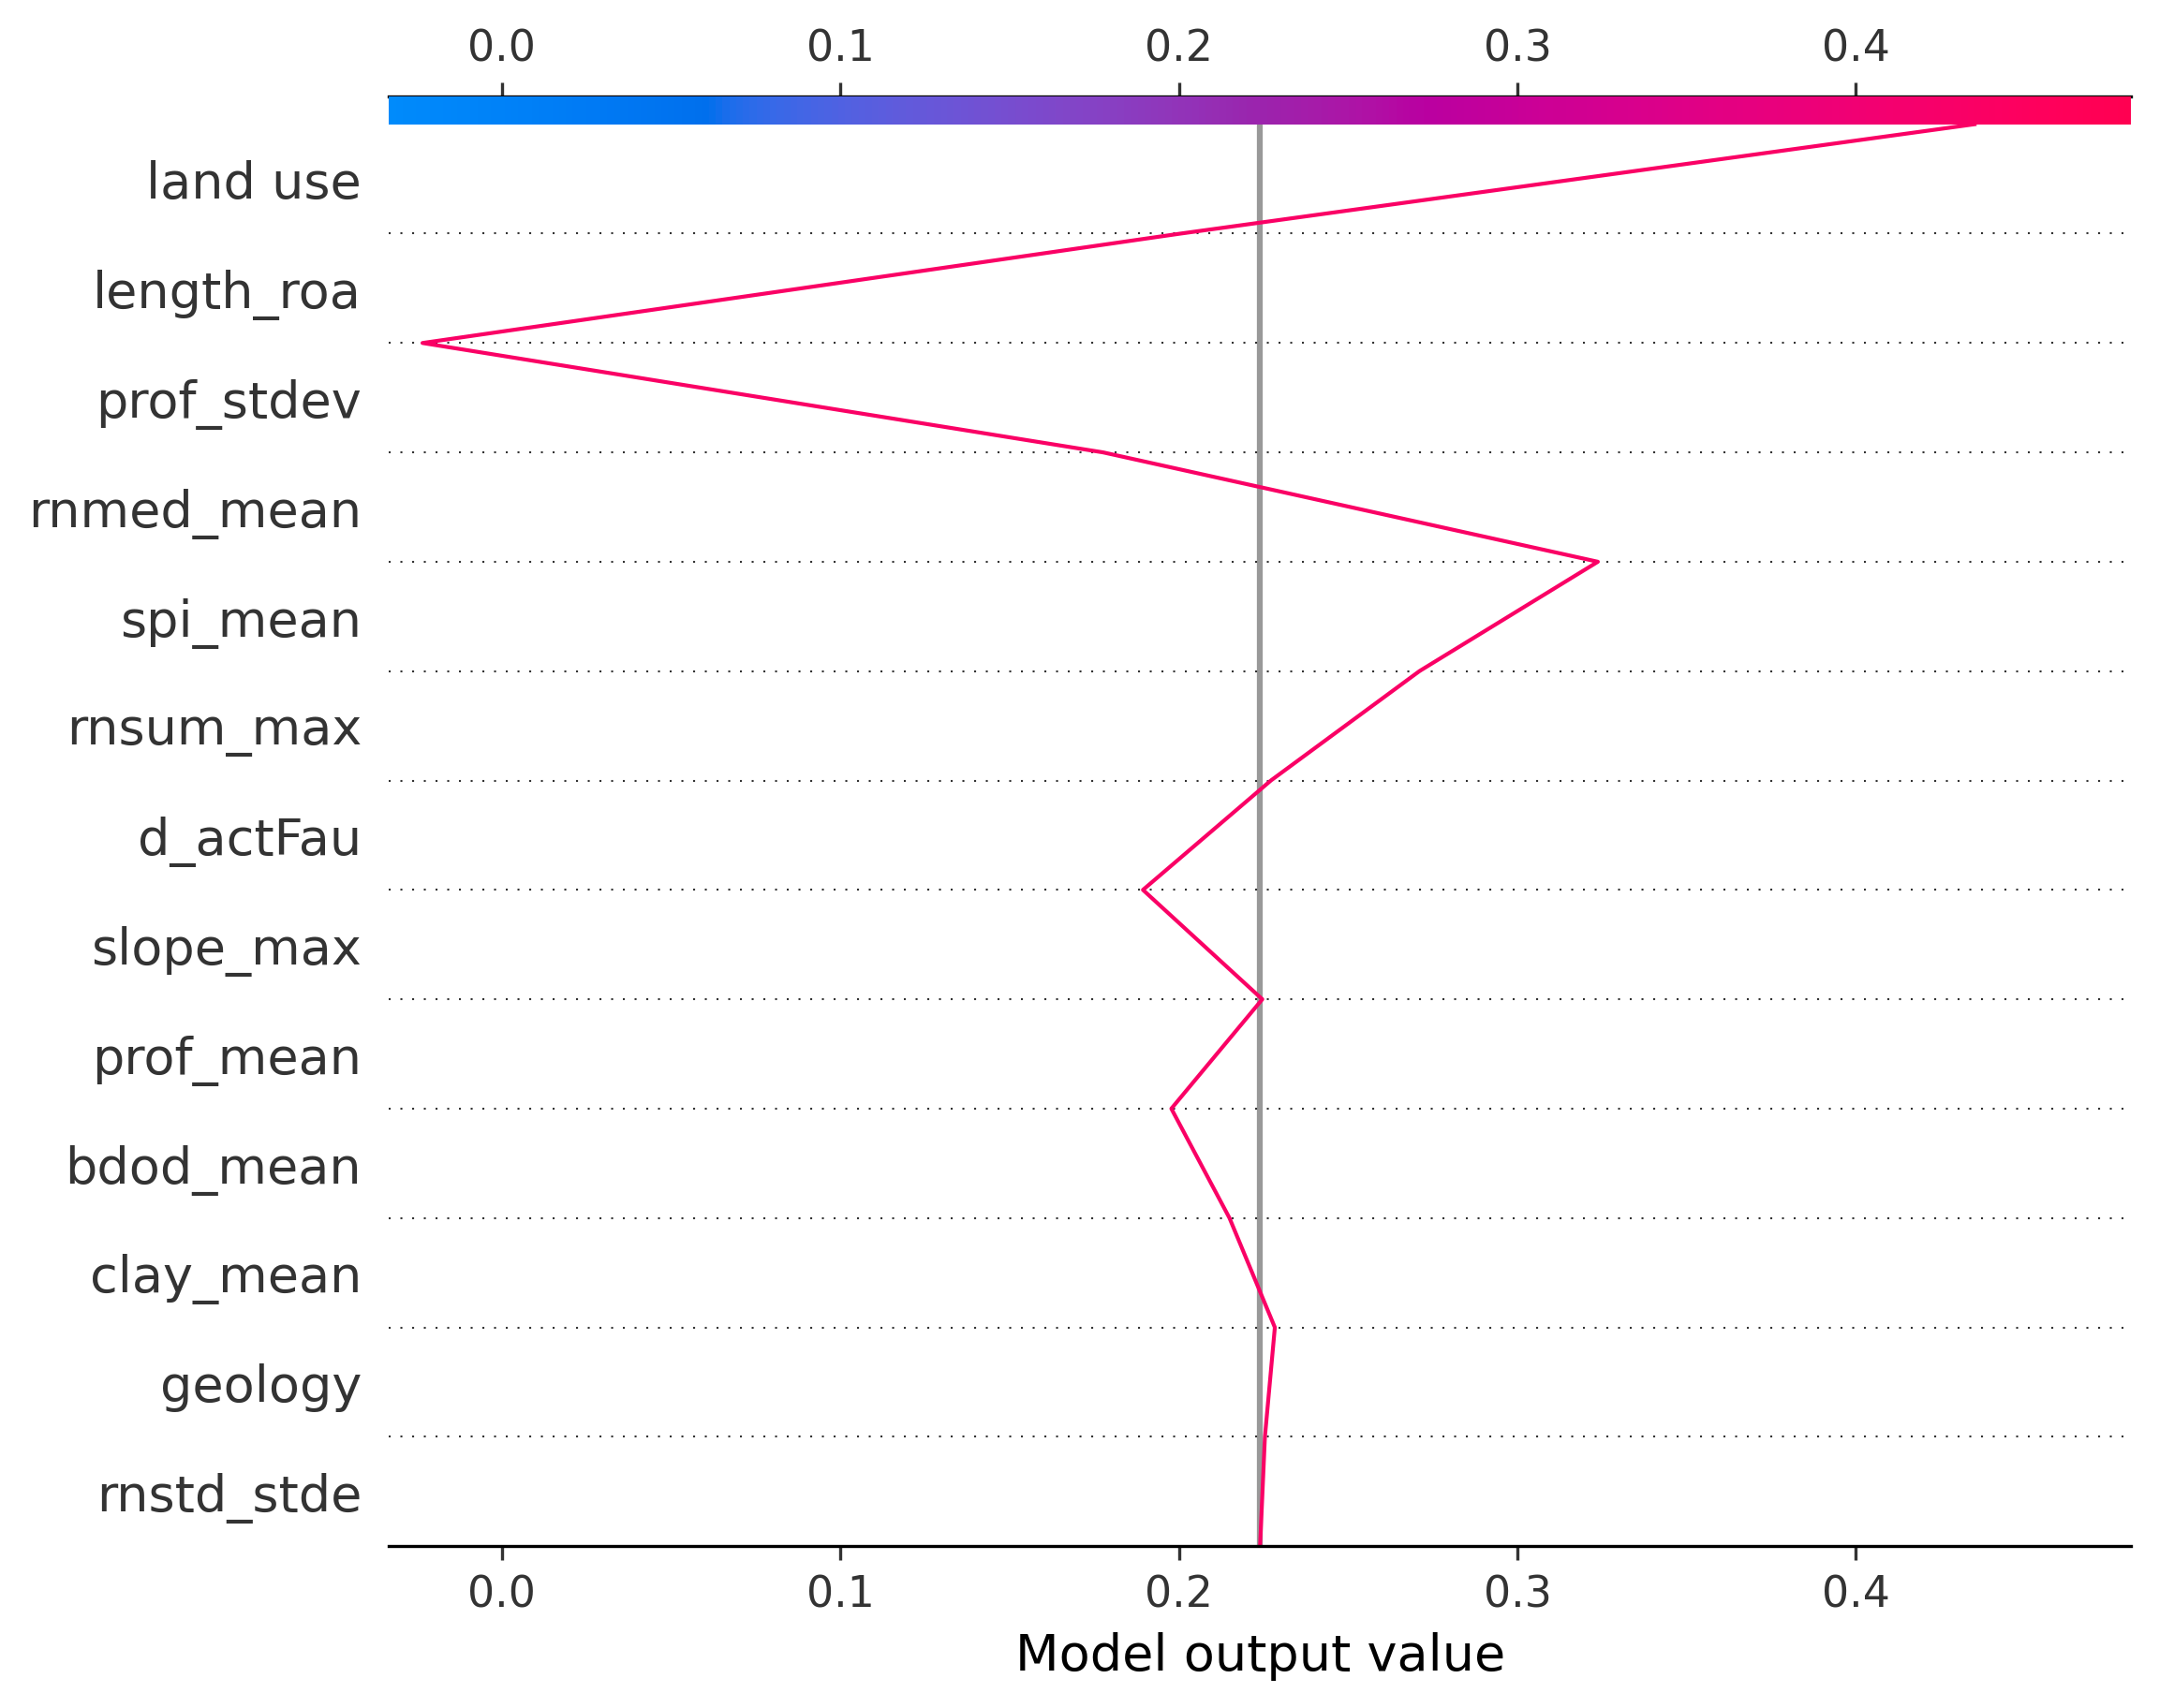 0.0 0.1 0.2 0.3 0.4
land use
length_roa
prof_stdev
rnmed_mean
spi_mean
rnsum_max
d_actFau
slope_max
prof_mean
bdod_mean
clay_mean
geology
rnstd_stde
0.0 0.1 0.2 0.3 0.4
Model output value